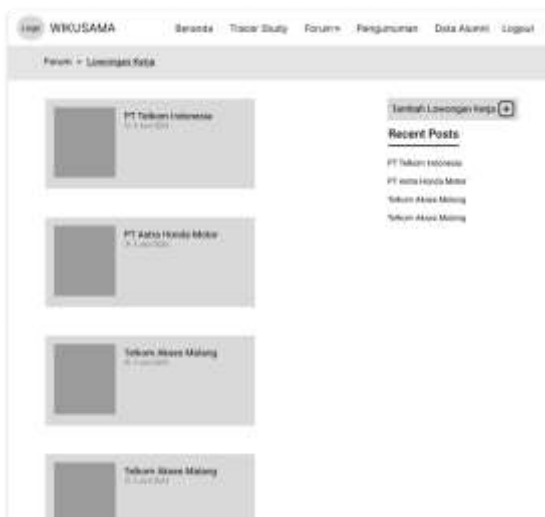 Logo WIKUSAMA Beranda Tracer Study Forum Pengumuman Data Alumni Logout
Forum > Lowongan Kerja
PT Telkom Indonesia
PT Astra Honda Motor
Telkom Akses Malang
Telkom Akses Malang
Tambah Lowongan Kerja
Recent Posts
PT Telkom Indonesia
PT Astra Honda Motor
Telkom Akses Malang
Telkom Akses Malang